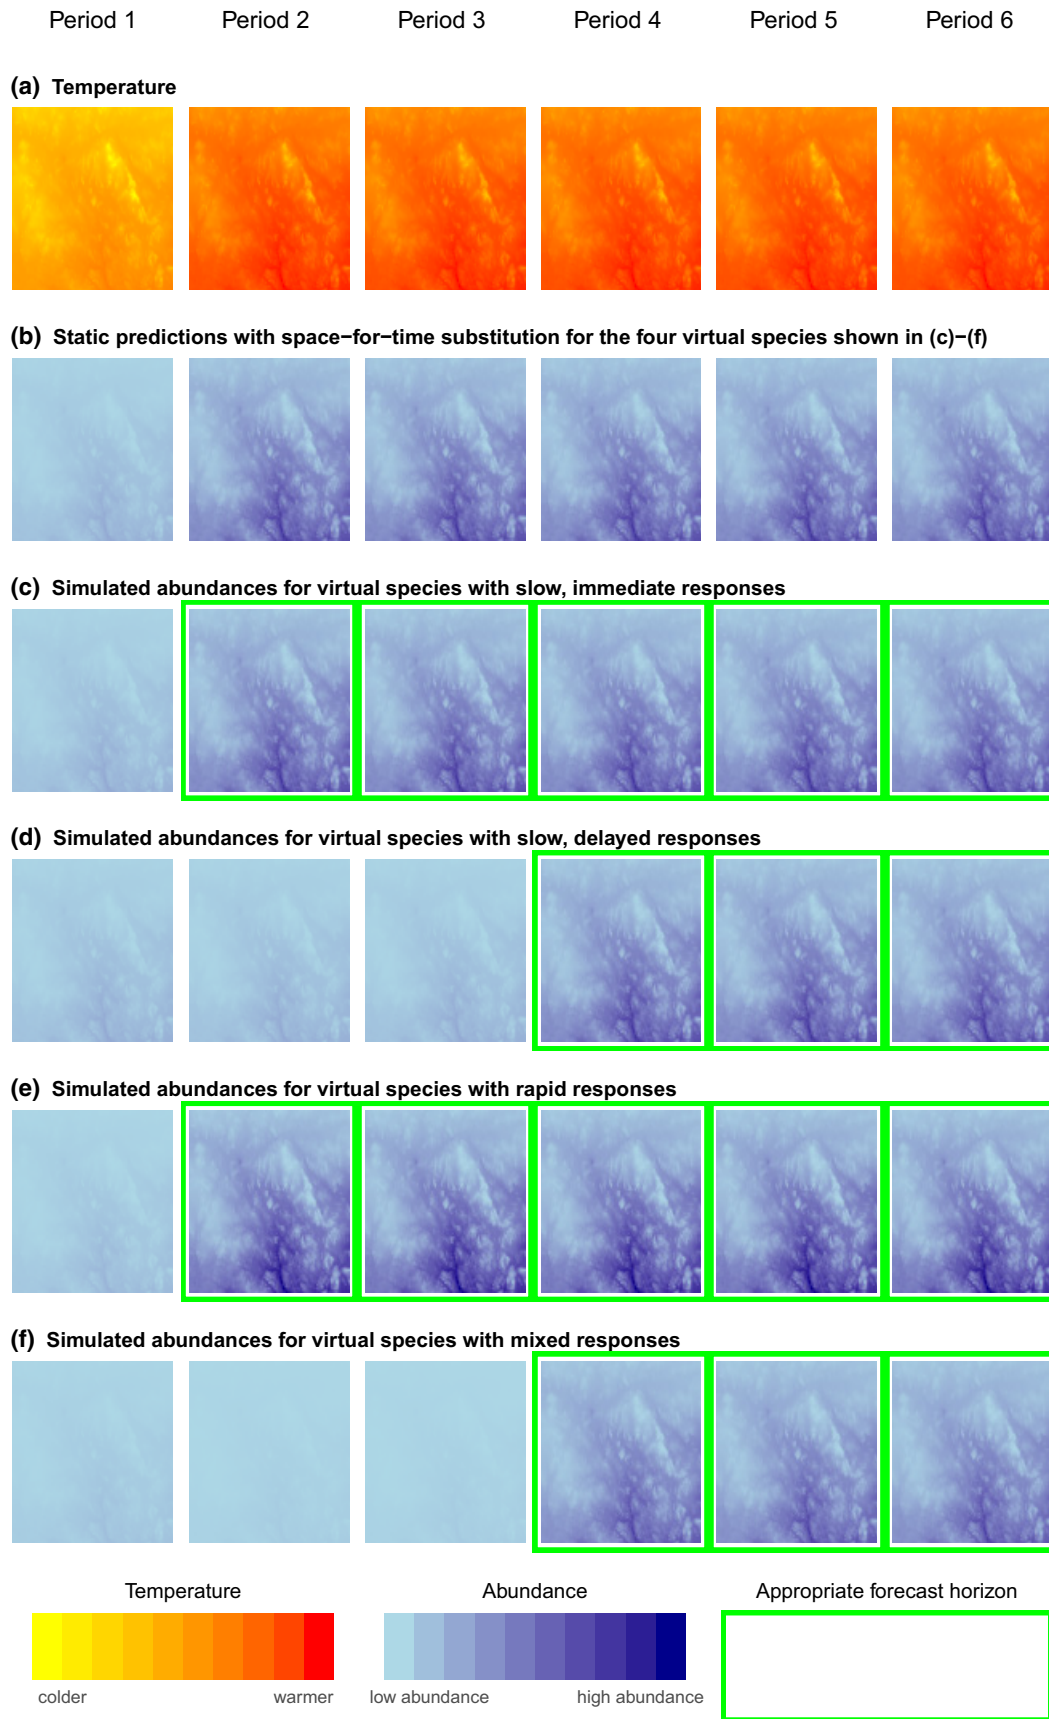 Period 1 Period 2 Period 3 Period 4 Period 5 Period 6
(a) Temperature
(b) Static predictions with space−for−time substitution for the four virtual species shown in (c)−(f)
(c) Simulated abundances for virtual species with slow, immediate responses
(d) Simulated abundances for virtual species with slow, delayed responses
(e) Simulated abundances for virtual species with rapid responses
(f) Simulated abundances for virtual species with mixed responses
Temperature Abundance Appropriate forecast horizon
colder warmer low abundance high abundance